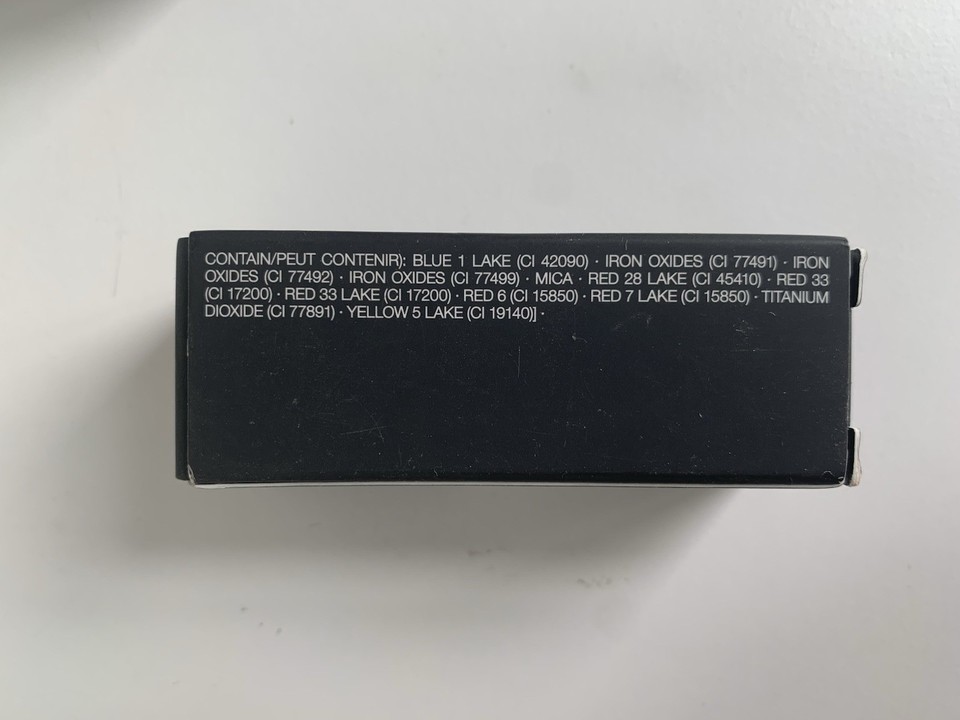 CONTAIN/PEUT CONTENIR): BLUE 1 LAKE (CI 42090) · IRON OXIDES (CI 77491) · IRON
OXIDES (CI 77492) · IRON OXIDES (CI 77499) · MICA · RED 28 LAKE (CI 45410) · RED 33
(CI 17200) · RED 33 LAKE (CI 17200) · RED 6 (CI 15850) · RED 7 LAKE (CI 15850) · TITANIUM
DIOXIDE (CI 77891) · YELLOW 5 LAKE (CI 19140)] ·